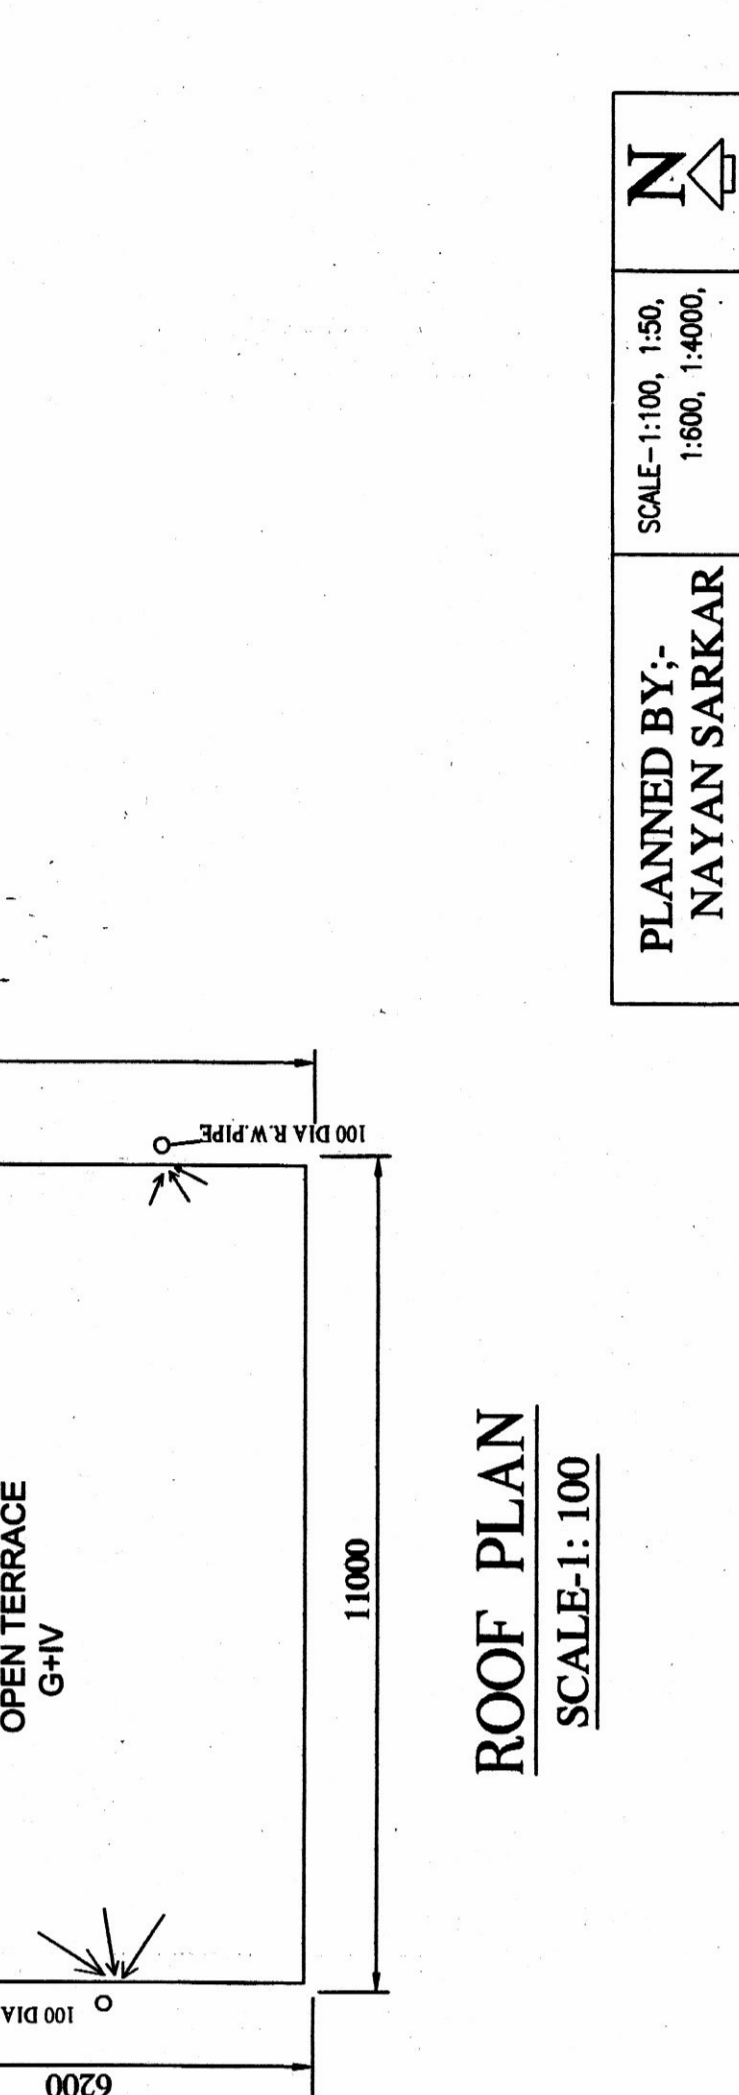 OPEN TERRACE
G+IV
100 DIA R.W.PIPE
100 DIA
6200
11000
ROOF PLAN
SCALE-1: 100
PLANNED BY;-
NAYAN SARKAR
SCALE-1:100, 1:50,
1:600, 1:4000,
N